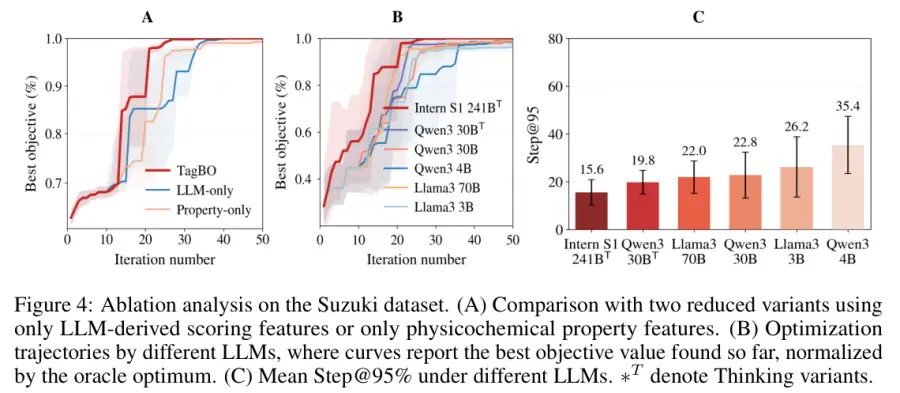 A
B
C
Best objective (%)
1.0
0.9
0.8
0.7
TagBO
LLM-only
Property-only
0 10 20 30 40 50
Iteration number
Best objective (%)
1.0
0.8
0.6
0.4
Intern S1 241Bᵀ
Qwen3 30Bᵀ
Qwen3 30B
Qwen3 4B
Llama3 70B
Llama3 3B
0 10 20 30 40 50
Iteration number
Step@95
80
60
40
20
0
15.6
19.8
22.0
22.8
26.2
35.4
Intern S1 Qwen3 Llama3 Qwen3 Llama3 Qwen3
241Bᵀ 30Bᵀ 70B 30B 3B 4B
Figure 4: Ablation analysis on the Suzuki dataset. (A) Comparison with two reduced variants using
only LLM-derived scoring features or only physicochemical property features. (B) Optimization
trajectories by different LLMs, where curves report the best objective value found so far, normalized
by the oracle optimum. (C) Mean Step@95% under different LLMs. ∗ᵀ denote Thinking variants.